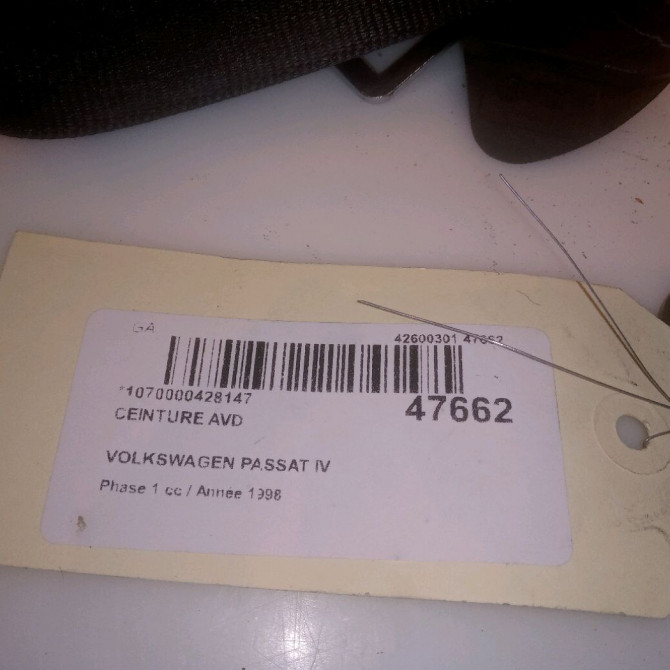 GA
42600301 47662
*1070000428147
47662
CEINTURE AVD
VOLKSWAGEN PASSAT IV
Phase 1 cc / Année 1998
A